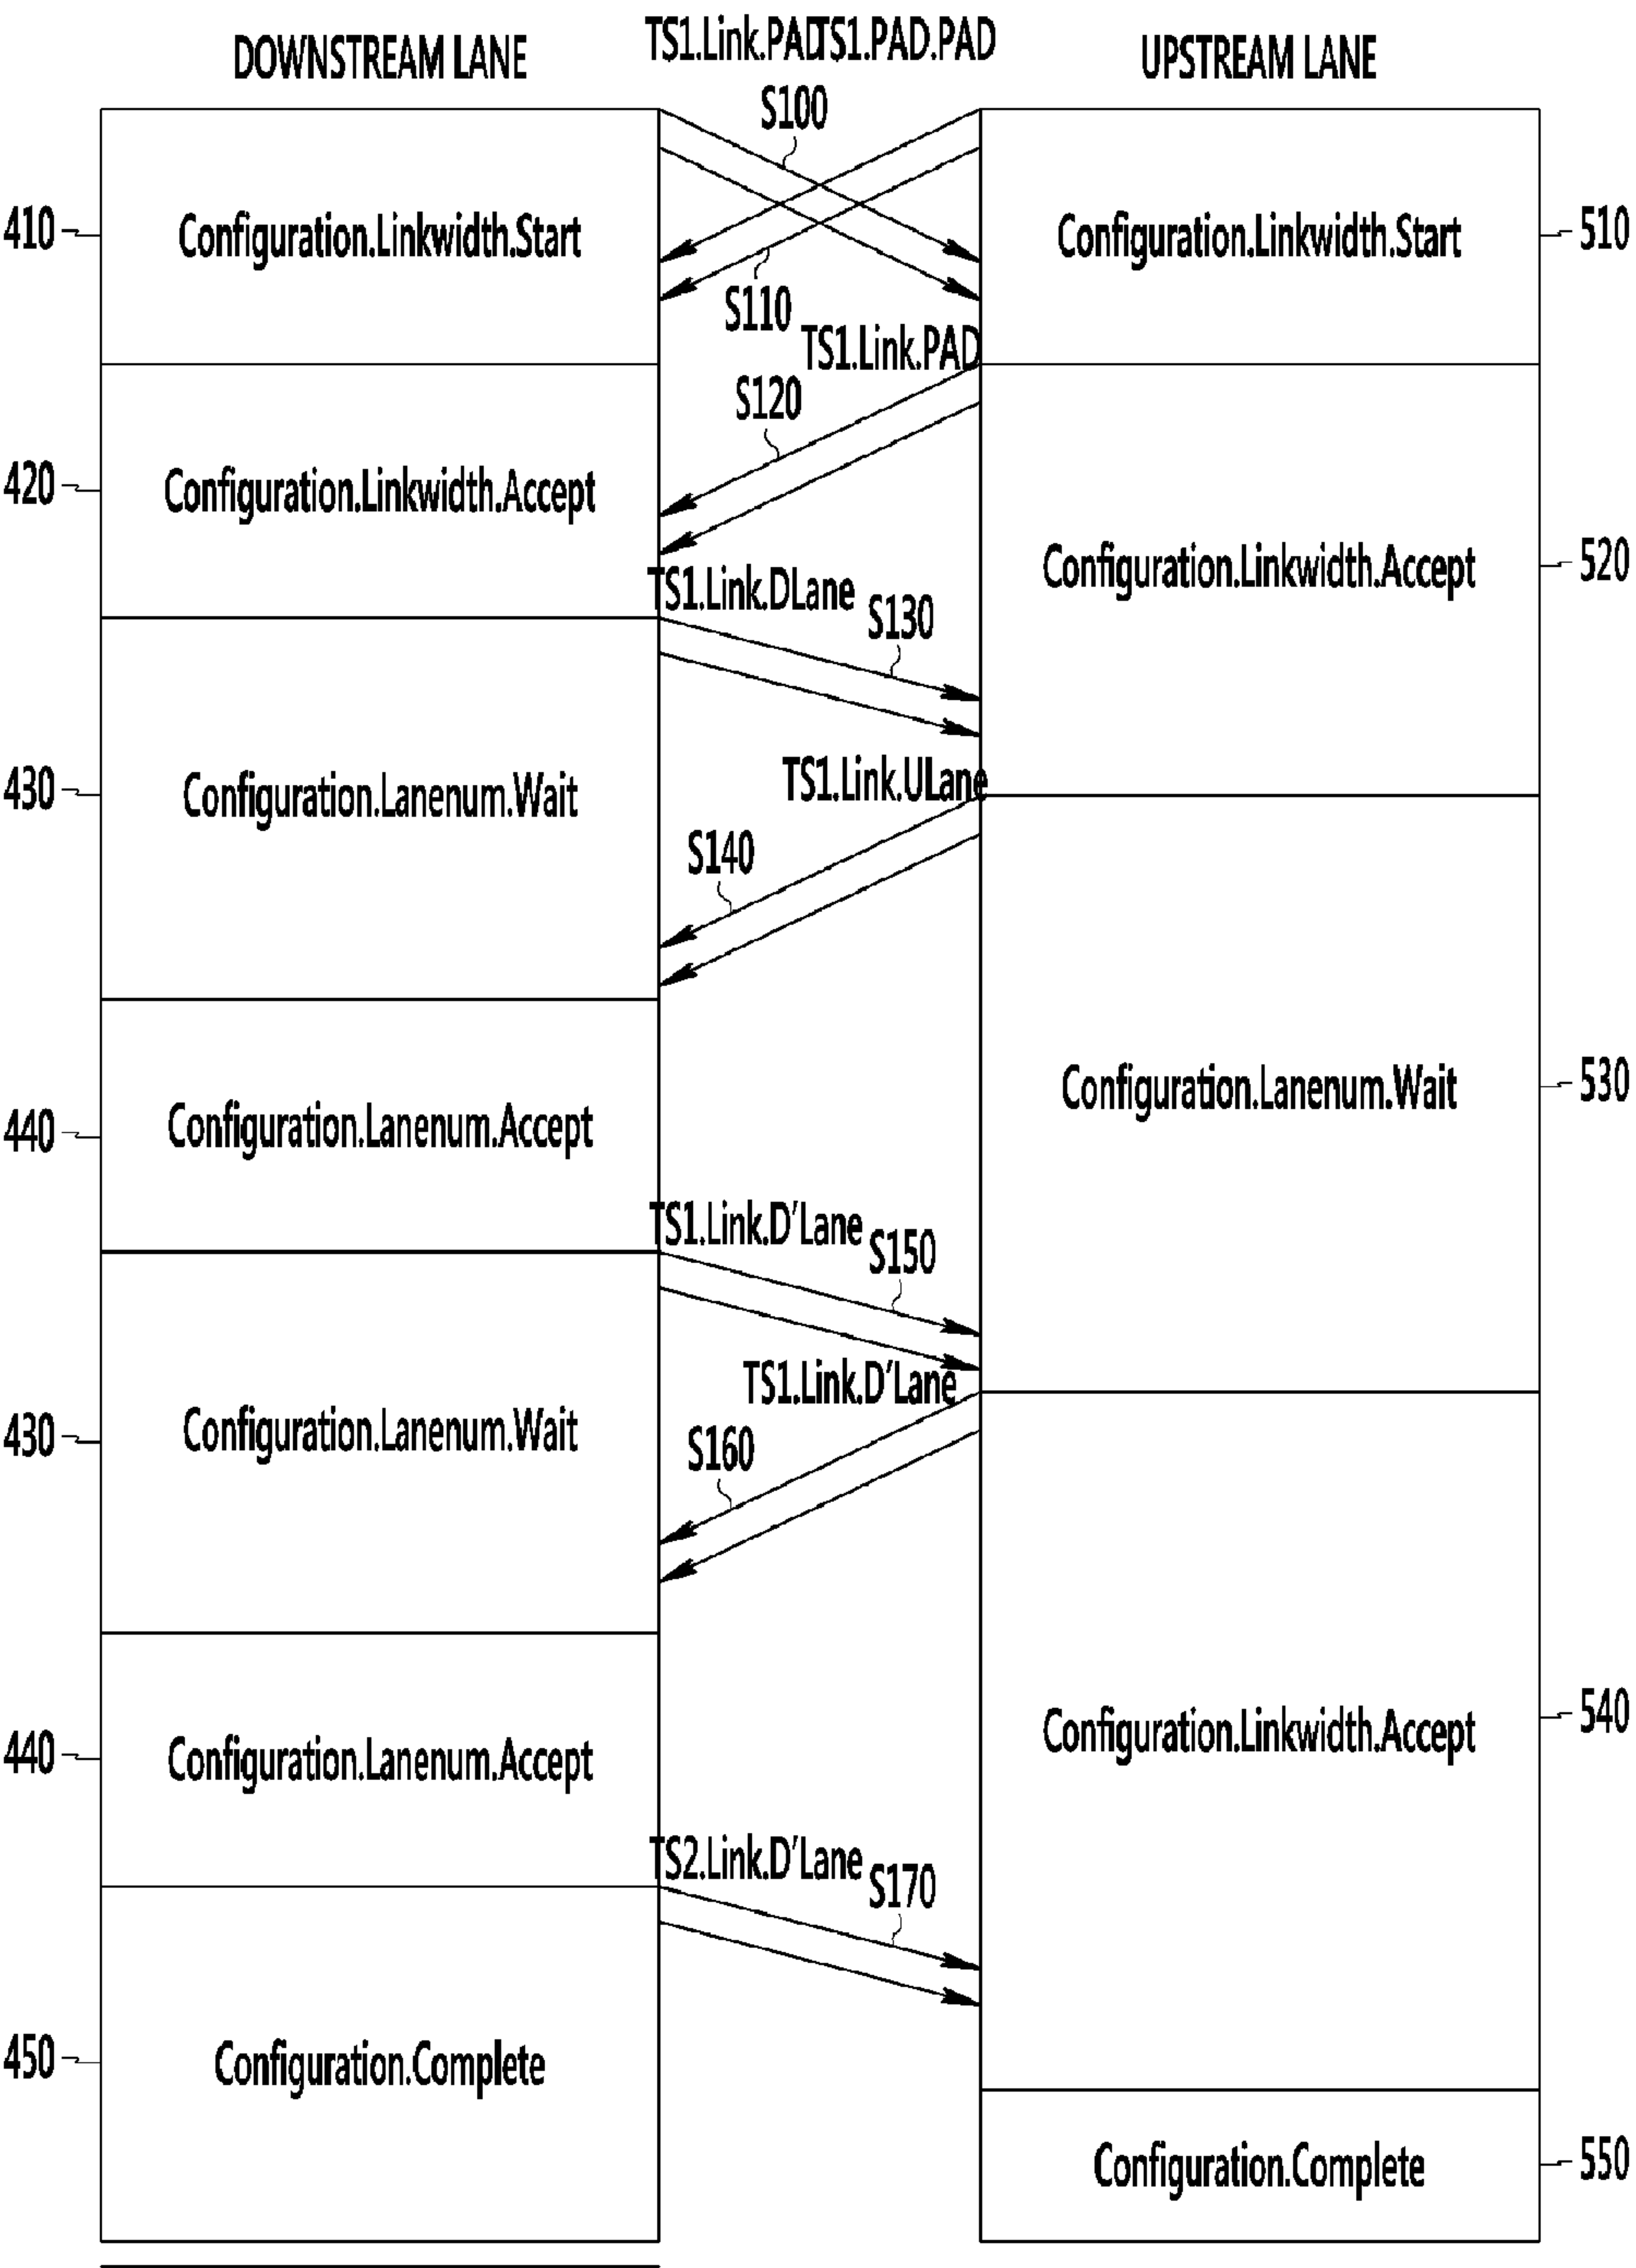 TS1.Link.PAD TS1.PAD.PAD
DOWNSTREAM LANE
UPSTREAM LANE
S100
410
Configuration.Linkwidth.Start
Configuration.Linkwidth.Start
510
S110
TS1.Link.PAD
S120
420
Configuration.Linkwidth.Accept
Configuration.Linkwidth.Accept
520
TS1.Link.DLane
S130
430
Configuration.Lanenum.Wait
TS1.Link.ULane
S140
Configuration.Lanenum.Wait
530
440
Configuration.Lanenum.Accept
TS1.Link.D'Lane
S150
TS1.Link.D'Lane
430
Configuration.Lanenum.Wait
S160
440
Configuration.Lanenum.Accept
Configuration.Linkwidth.Accept
540
TS2.Link.D'Lane
S170
450
Configuration.Complete
Configuration.Complete
550